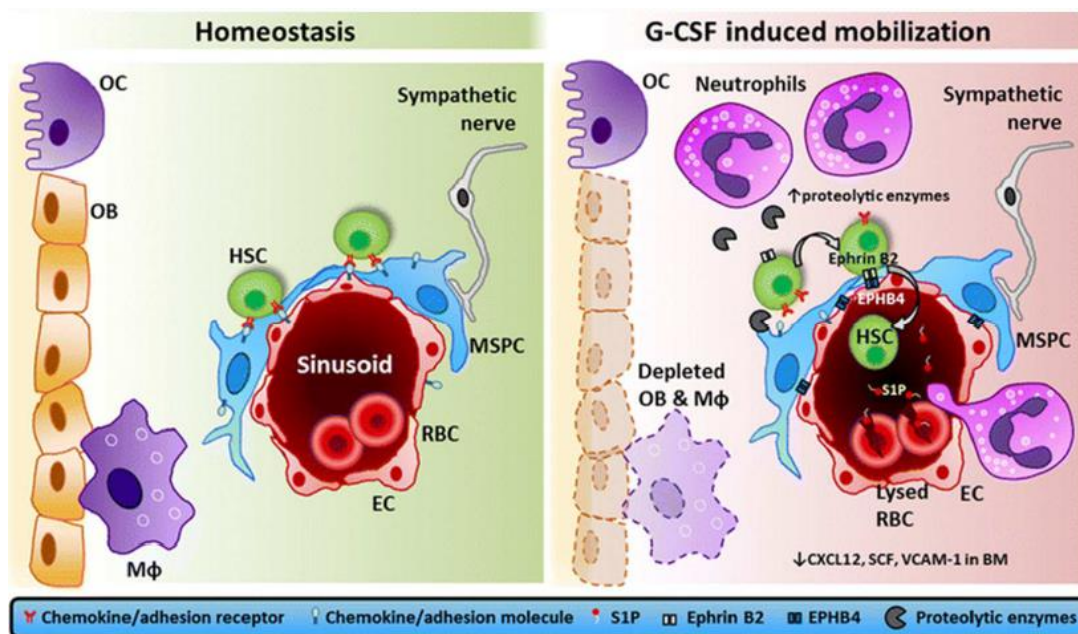 Homeostasis
OC
OB
HSC
Sympathetic
nerve
MSPC
Sinusoid
RBC
EC
Mϕ
G-CSF induced mobilization
OC
Neutrophils
Sympathetic
nerve
↑proteolytic enzymes
Ephrin B2
EPHB4
HSC
MSPC
S1P
Depleted
OB & Mϕ
Lysed
RBC
EC
↓CXCL12, SCF, VCAM-1 in BM
Chemokine/adhesion receptor
Chemokine/adhesion molecule
S1P
Ephrin B2
EPHB4
Proteolytic enzymes